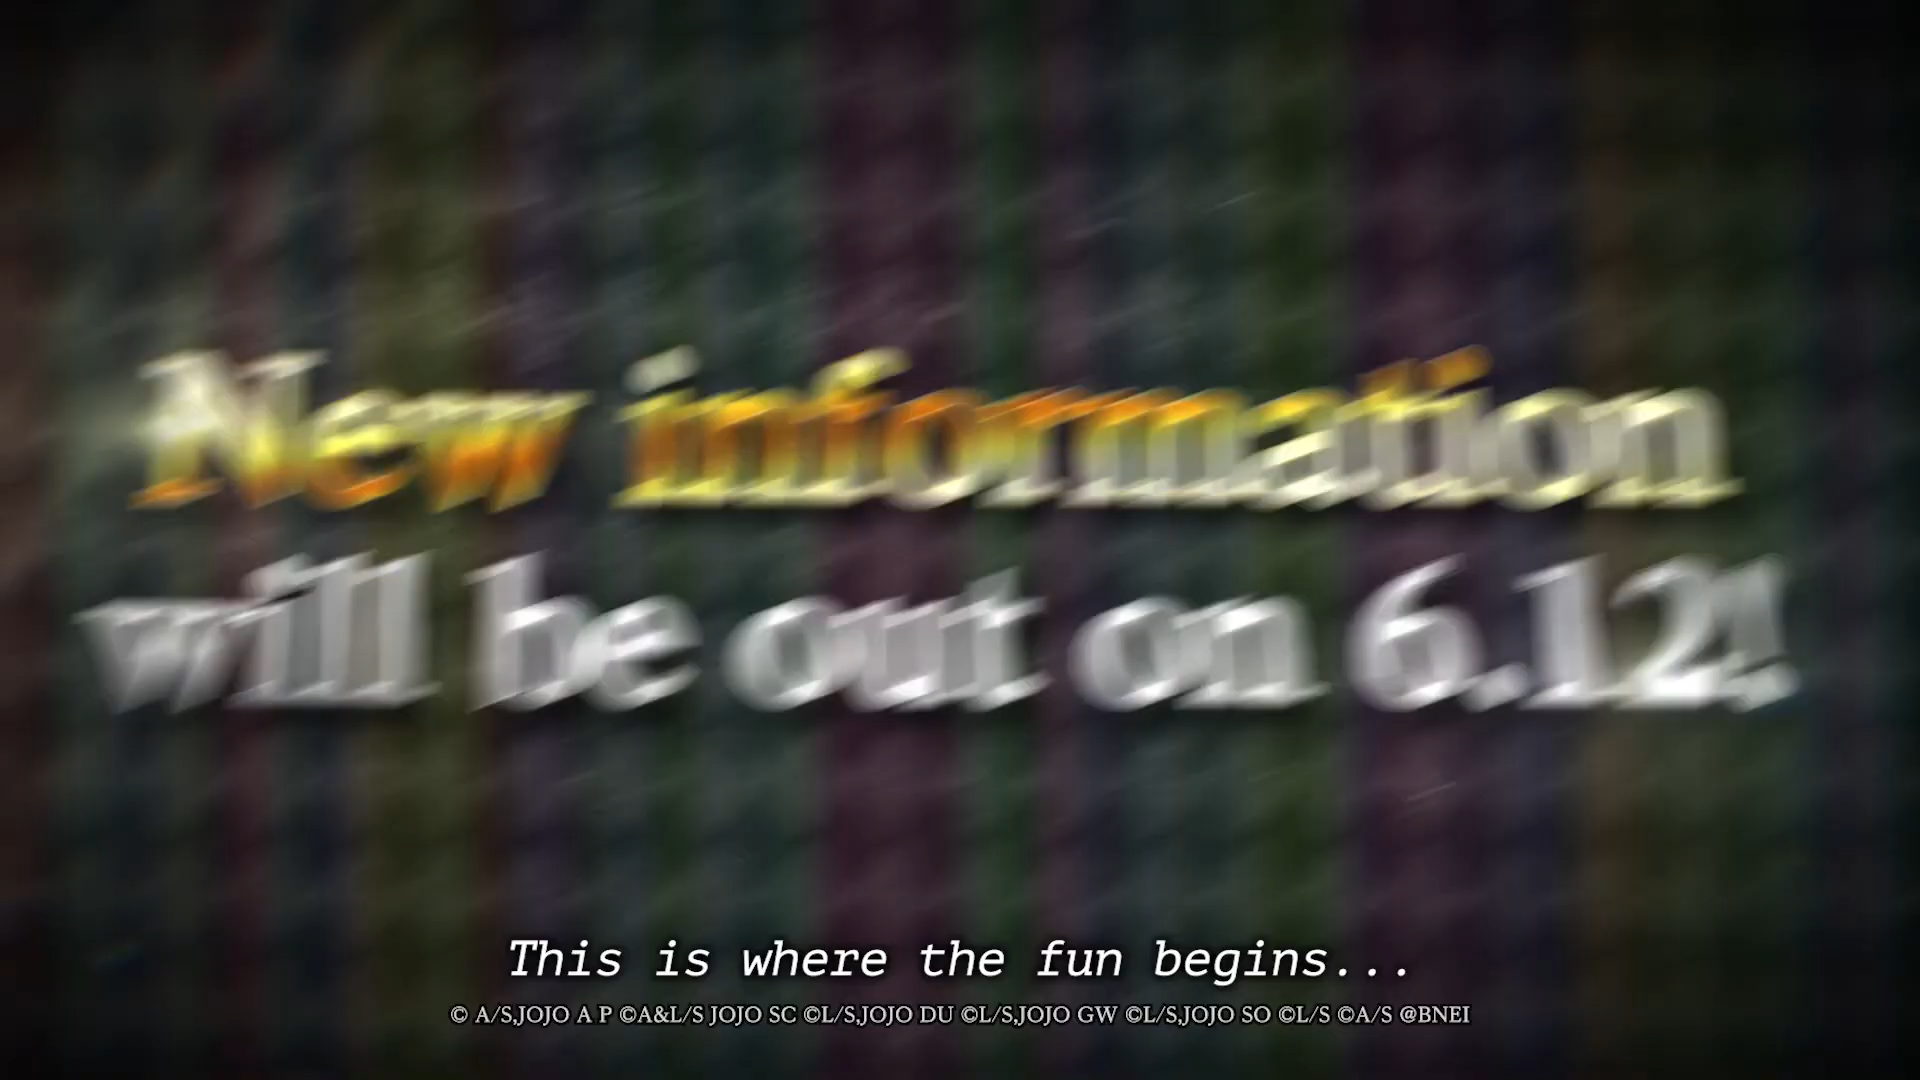 New information
will be out on 6.12!
This is where the fun begins...
© A/S,JOJO A P ©A&L/S JOJO SC ©L/S,JOJO DU ©L/S,JOJO GW ©L/S,JOJO SO ©L/S ©A/S @BNEI